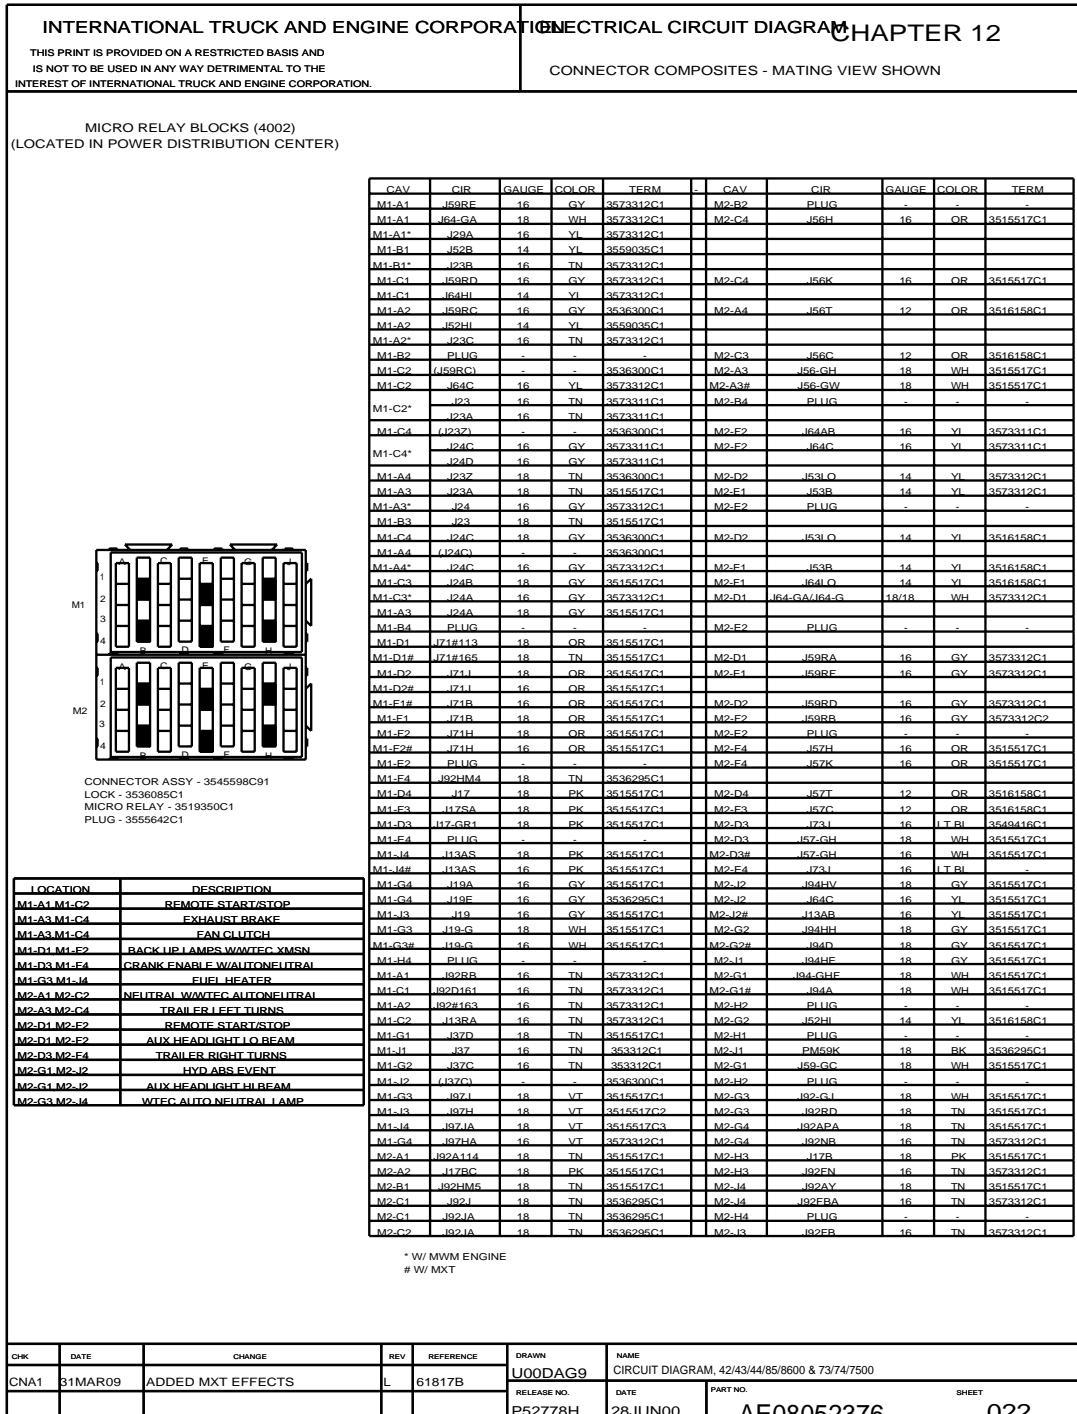 INTERNATIONAL TRUCK AND ENGINE CORPORATION
ELECTRICAL CIRCUIT DIAGRAM
CHAPTER 12
THIS PRINT IS PROVIDED ON A RESTRICTED BASIS AND
IS NOT TO BE USED IN ANY WAY DETRIMENTAL TO THE
INTEREST OF INTERNATIONAL TRUCK AND ENGINE CORPORATION.
CONNECTOR COMPOSITES - MATING VIEW SHOWN
MICRO RELAY BLOCKS (4002)
(LOCATED IN POWER DISTRIBUTION CENTER)
CAV CIR GAUGE COLOR TERM - CAV CIR GAUGE COLOR TERM
M1-A1 J59RE 16 GY 3573312C1 M2-B2 PLUG - - -
M1-A1 J64-GA 18 WH 3573312C1 M2-C4 J56H 16 OR 3515517C1
M1-A1* J29A 16 YL 3573312C1
M1-B1 J52B 14 YL 3559035C1
M1-B1* J23B 16 TN 3573312C1
M1-C1 J59RD 16 GY 3573312C1 M2-C4 J56K 16 OR 3515517C1
M1-C1 J64HI 14 YL 3573312C1
M1-A2 J59RC 16 GY 3536300C1 M2-A4 J56T 12 OR 3516158C1
M1-A2 J52HI 14 YL 3559035C1
M1-A2* J23C 16 TN 3573312C1
M1-B2 PLUG - - - M2-C3 J56C 12 OR 3516158C1
M1-C2 (J59RC) - - 3536300C1 M2-A3 J56-GH 18 WH 3515517C1
M1-C2 J64C 16 YL 3573312C1 M2-A3# J56-GW 18 WH 3515517C1
M1-C2* J23 16 TN 3573311C1 M2-B4 PLUG - - -
J23A 16 TN 3573311C1
M1-C4 (J23Z) - - 3536300C1 M2-F2 J64AB 16 YL 3573311C1
M1-C4* J24C 16 GY 3573311C1 M2-F2 J64C 16 YL 3573311C1
J24D 16 GY 3573311C1
M1-A4 J23Z 18 TN 3536300C1 M2-D2 J53LO 14 YL 3573312C1
M1-A3 J23A 18 TN 3515517C1 M2-E1 J53B 14 YL 3573312C1
M1-A3* J24 16 GY 3573312C1 M2-E2 PLUG - - -
M1-B3 J23 18 TN 3515517C1
M1-C4 J24C 18 GY 3536300C1 M2-D2 J53LO 14 YL 3516158C1
M1-A4 (J24C) - - 3536300C1
M1-A4* J24C 16 GY 3573312C1 M2-E1 J53B 14 YL 3516158C1
M1-C3 J24B 18 GY 3515517C1 M2-F1 J64LO 14 YL 3516158C1
M1-C3* J24A 16 GY 3573312C1 M2-D1 J64-GA/J64-G 18/18 WH 3573312C1
M1-A3 J24A 18 GY 3515517C1
M1-B4 PLUG - - - M2-E2 PLUG - - -
M1-D1 J71#113 18 OR 3515517C1
M1-D1# J71#165 18 TN 3515517C1 M2-D1 J59RA 16 GY 3573312C1
M1-D2 J71J 18 OR 3515517C1 M2-F1 J59RE 16 GY 3573312C1
M1-D2# J71J 16 OR 3515517C1
M1-F1# J71B 16 OR 3515517C1 M2-D2 J59RD 16 GY 3573312C1
M1-F1 J71B 18 OR 3515517C1 M2-F2 J59RB 16 GY 3573312C2
M1-F2 J71H 18 OR 3515517C1 M2-E2 PLUG - - -
M1-F2# J71H 16 OR 3515517C1 M2-F4 J57H 16 OR 3515517C1
M1-E2 PLUG - - - M2-F4 J57K 16 OR 3515517C1
M1-F4 J92HM4 18 TN 3536295C1
M1-D4 J17 18 PK 3515517C1 M2-D4 J57T 12 OR 3516158C1
M1-F3 J17SA 18 PK 3515517C1 M2-F3 J57C 12 OR 3516158C1
M1-D3 J17-GR1 18 PK 3515517C1 M2-D3 J73J 16 LT BL 3549416C1
M1-E4 PLUG - - - M2-D3 J57-GH 18 WH 3515517C1
M1-J4 J13AS 18 PK 3515517C1 M2-D3# J57-GH 16 WH 3515517C1
M1-J4# J13AS 16 PK 3515517C1 M2-E4 J73J 16 LT BL -
M1-G4 J19A 16 GY 3515517C1 M2-J2 J94HV 18 GY 3515517C1
M1-G4 J19E 16 GY 3536295C1 M2-J2 J64C 16 YL 3515517C1
M1-J3 J19 16 GY 3515517C1 M2-J2# J13AB 16 YL 3515517C1
M1-G3 J19-G 18 WH 3515517C1 M2-G2 J94HH 18 GY 3515517C1
M1-G3# J19-G 16 WH 3515517C1 M2-G2# J94D 18 GY 3515517C1
M1-H4 PLUG - - - M2-J1 J94HF 18 GY 3515517C1
M1-A1 J92RB 16 TN 3573312C1 M2-G1 J94-GHF 18 WH 3515517C1
M1-C1 J92D161 16 TN 3573312C1 M2-G1# J94A 18 WH 3515517C1
M1-A2 J92#163 16 TN 3573312C1 M2-H2 PLUG - - -
M1-C2 J13RA 16 TN 3573312C1 M2-G2 J52HI 14 YL 3516158C1
M1-G1 J37D 18 TN 3515517C1 M2-H1 PLUG - - -
M1-J1 J37 16 TN 353312C1 M2-J1 PM59K 18 BK 3536295C1
M1-G2 J37C 16 TN 353312C1 M2-G1 J59-GC 18 WH 3515517C1
M1-J2 (J37C) - - 3536300C1 M2-H2 PLUG - - -
M1-G3 J97J 18 VT 3515517C1 M2-G3 J92-GJ 18 WH 3515517C1
M1-J3 J97H 18 VT 3515517C2 M2-G3 J92RD 18 TN 3515517C1
M1-J4 J97JA 18 VT 3515517C3 M2-G4 J92APA 18 TN 3515517C1
M1-G4 J97HA 16 VT 3573312C1 M2-G4 J92NB 16 TN 3573312C1
M2-A1 J92A114 18 TN 3515517C1 M2-H3 J17B 18 PK 3515517C1
M2-A2 J17BC 18 PK 3515517C1 M2-H3 J92FN 16 TN 3573312C1
M2-B1 J92HM5 18 TN 3515517C1 M2-J4 J92AY 18 TN 3515517C1
M2-C1 J92J 18 TN 3536295C1 M2-J4 J92FBA 16 TN 3573312C1
M2-C1 J92JA 18 TN 3536295C1 M2-H4 PLUG - - -
M2-C2 J92JA 18 TN 3536295C1 M2-J3 J92FB 16 TN 3573312C1
A C E G J
1
M1 2
3
4
B D F H
A C E G J
1
M2 2
3
4
B D F H
CONNECTOR ASSY - 3545598C91
LOCK - 3536085C1
MICRO RELAY - 3519350C1
PLUG - 3555642C1
LOCATION DESCRIPTION
M1-A1,M1-C2 REMOTE START/STOP
M1-A3,M1-C4 EXHAUST BRAKE
M1-A3,M1-C4 FAN CLUTCH
M1-D1,M1-F2 BACK UP LAMPS W/WTEC XMSN
M1-D3,M1-F4 CRANK ENABLE W/AUTONEUTRAL
M1-G3,M1-J4 FUEL HEATER
M2-A1,M2-C2 NEUTRAL W/WTEC AUTONEUTRAL
M2-A3,M2-C4 TRAILER LEFT TURNS
M2-D1,M2-F2 REMOTE START/STOP
M2-D1,M2-F2 AUX HEADLIGHT LO BEAM
M2-D3,M2-F4 TRAILER RIGHT TURNS
M2-G1,M2-J2 HYD ABS EVENT
M2-G1,M2-J2 AUX HEADLIGHT HI BEAM
M2-G3,M2-J4 WTEC AUTO NEUTRAL LAMP
* W/ MWM ENGINE
# W/ MXT
CHK DATE CHANGE REV REFERENCE DRAWN NAME
CNA1 31MAR09 ADDED MXT EFFECTS L 61817B U00DAG9 CIRCUIT DIAGRAM, 42/43/44/85/8600 & 73/74/7500
RELEASE NO. DATE PART NO. SHEET
P52778H 28JUN00 AF08052376 022